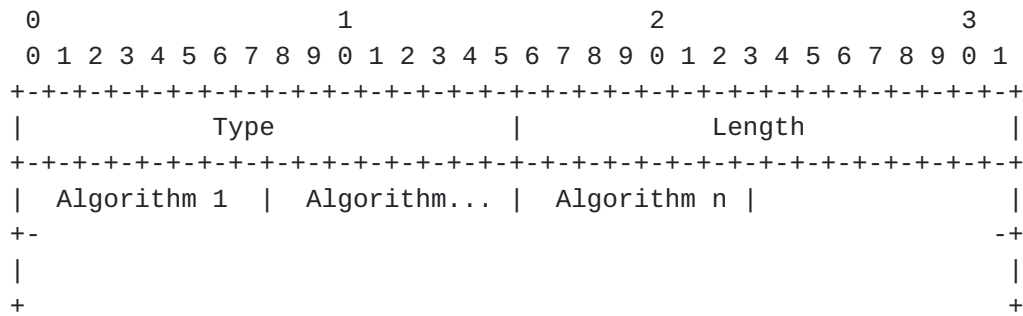 0                   1                   2                   3
 0 1 2 3 4 5 6 7 8 9 0 1 2 3 4 5 6 7 8 9 0 1 2 3 4 5 6 7 8 9 0 1
+-+-+-+-+-+-+-+-+-+-+-+-+-+-+-+-+-+-+-+-+-+-+-+-+-+-+-+-+-+-+-+-+
|            Type               |            Length             |
+-+-+-+-+-+-+-+-+-+-+-+-+-+-+-+-+-+-+-+-+-+-+-+-+-+-+-+-+-+-+-+-+
|  Algorithm 1  |  Algorithm... |  Algorithm n |                |
+-                                                             -+
|                                                               |
+                                                               +